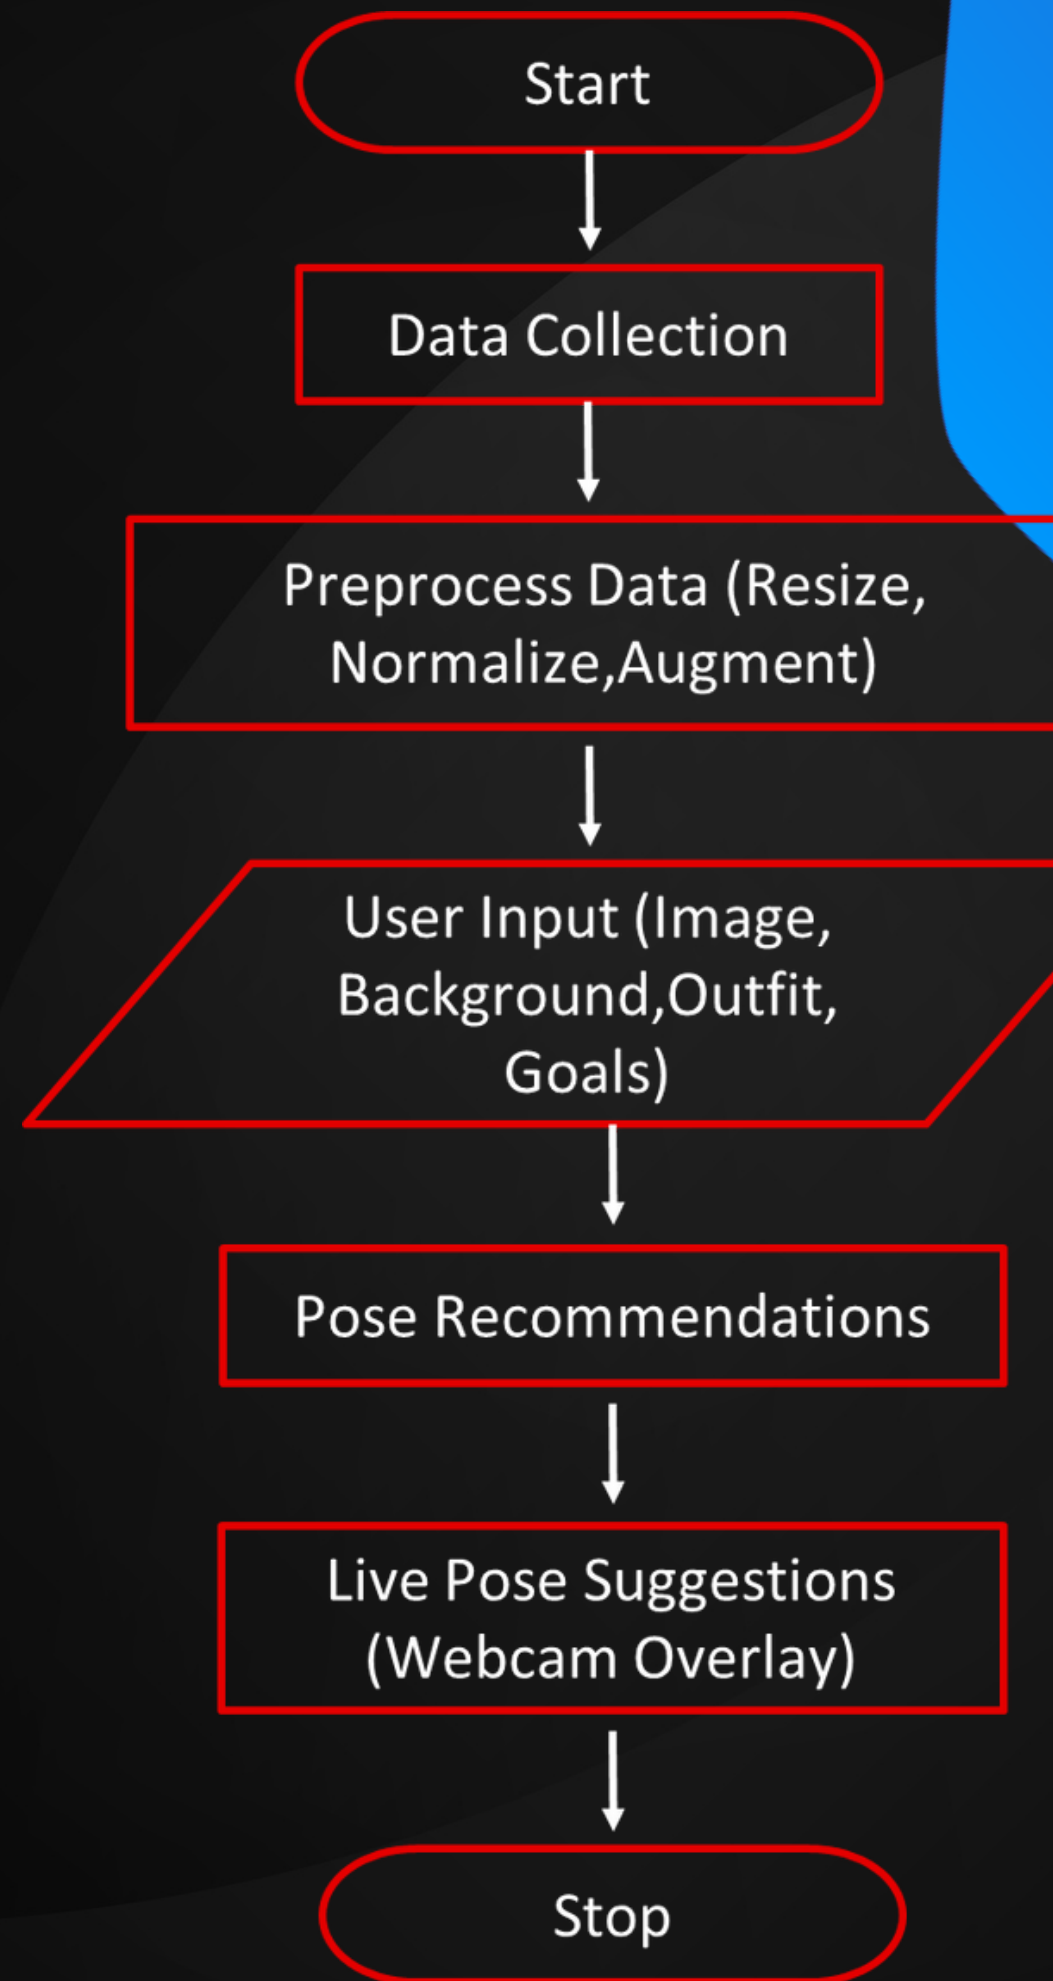 Start
Data Collection
Preprocess Data (Resize,
Normalize,Augment)
User Input (Image,
Background,Outfit,
Goals)
Pose Recommendations
Live Pose Suggestions
(Webcam Overlay)
Stop